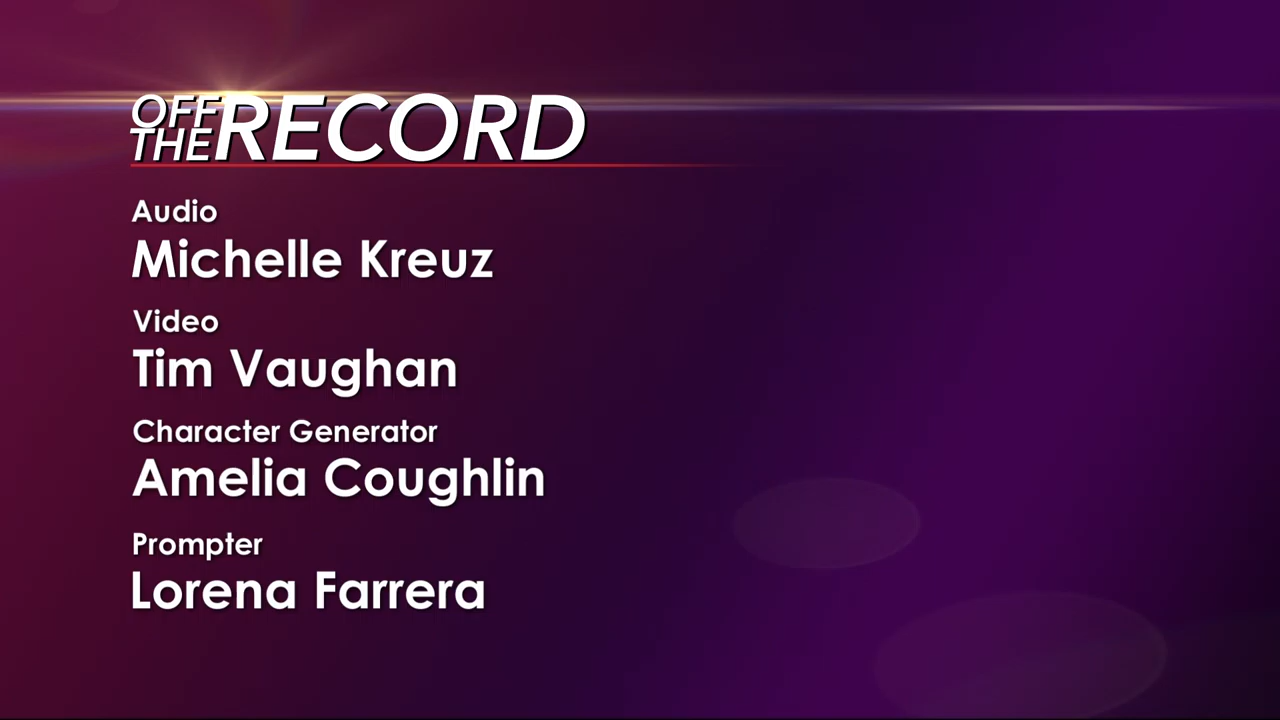 OFF THE RECORD
Audio
Michelle Kreuz
Video
Tim Vaughan
Character Generator
Amelia Coughlin
Prompter
Lorena Farrera